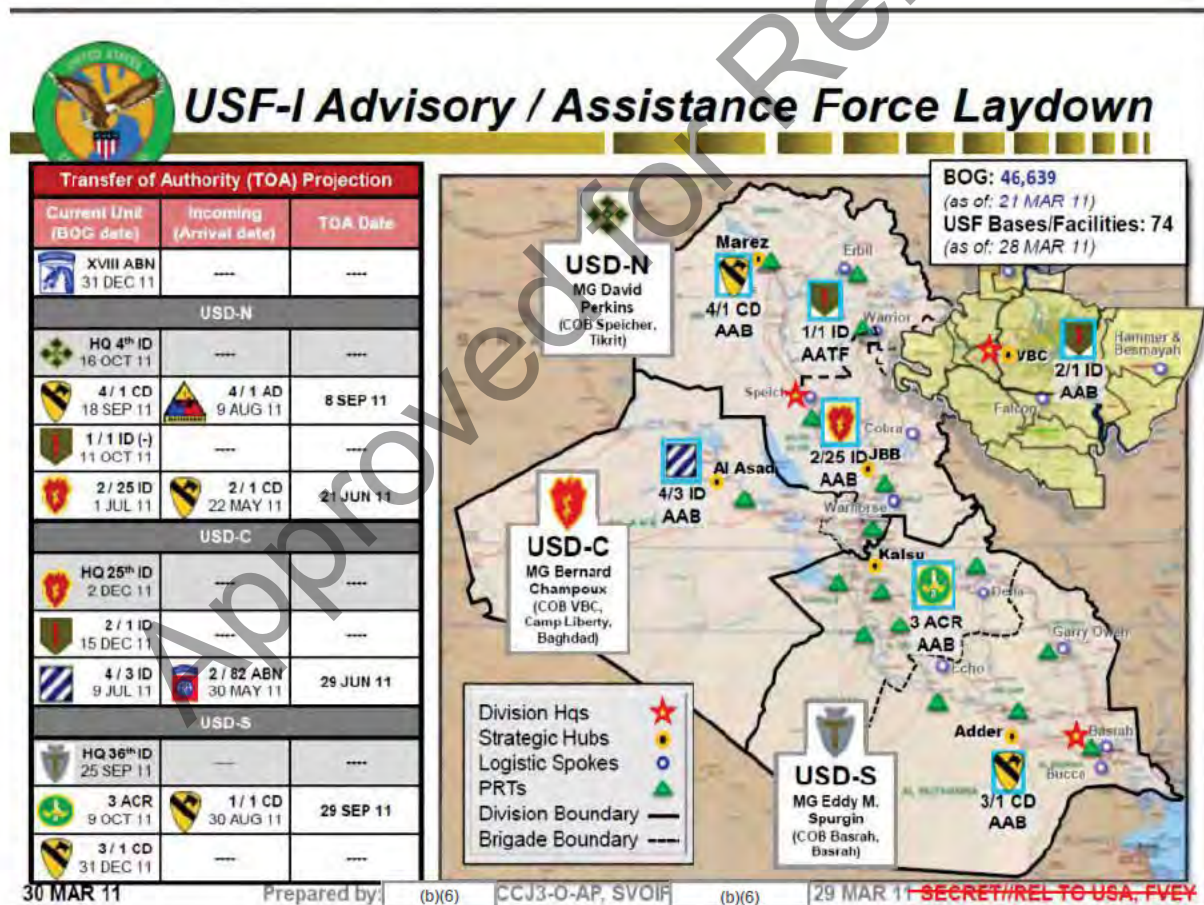 UNITED STATES
USF-I Advisory / Assistance Force Laydown
Approved for Re
Transfer of Authority (TOA) Projection
Current Unit (BOG date)
Incoming (Arrival date)
TOA Date
XVIII ABN
31 DEC 11
----
----
USD-N
HQ 4th ID
16 OCT 11
----
----
4 / 1 CD
18 SEP 11
4 / 1 AD
9 AUG 11
8 SEP 11
1 / 1 ID (-)
11 OCT 11
----
----
2 / 25 ID
1 JUL 11
2 / 1 CD
22 MAY 11
21 JUN 11
USD-C
HQ 25th ID
2 DEC 11
----
----
2 / 1 ID
15 DEC 11
----
----
4 / 3 ID
9 JUL 11
2 / 82 ABN
30 MAY 11
29 JUN 11
USD-S
HQ 36th ID
25 SEP 11
----
----
3 ACR
9 OCT 11
1 / 1 CD
30 AUG 11
29 SEP 11
3 / 1 CD
31 DEC 11
----
----
BOG: 46,639
(as of: 21 MAR 11)
USF Bases/Facilities: 74
(as of: 28 MAR 11)
USD-N
MG David
Perkins
(COB Speicher,
Tikrit)
Marez
4/1 CD
AAB
Erbil
1/1 ID
AATF
Warrior
VBC
2/1 ID
AAB
Hammer &
Besmayah
Falcon
Speich
Cobra
2/25 ID
AAB
JBB
Al Asad
4/3 ID
AAB
Warhorse
USD-C
MG Bernard
Champoux
(COB VBC,
Camp Liberty,
Baghdad)
Kalsu
3 ACR
AAB
Delta
Garry Owen
Echo
Adder
Basrah
Bucca
3/1 CD
AAB
AL MUTHANNA
USD-S
MG Eddy M.
Spurgin
(COB Basrah,
Basrah)
Division Hqs
Strategic Hubs
Logistic Spokes
PRTs
Division Boundary
Brigade Boundary
30 MAR 11
Prepared by: (b)(6) CCJ3-O-AP, SVOIF (b)(6) 29 MAR 11 SECRET//REL TO USA, FVEY